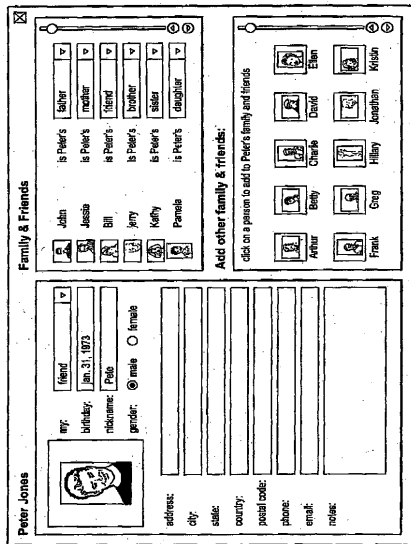 Peter Jones
my: friend
birthday: jan. 31, 1973
nickname: Pete
gender: male female
address:
city:
state:
country:
postal code:
phone:
email:
notes:
Family & Friends
John is Peter's father
Jessie is Peter's mother
Bill is Peter's friend
jerry is Peter's brother
Kathy is Peter's sister
Pamela is Peter's daughter
Add other family & friends:
click on a person to add to Peter's family and friends
Arthur Betty Charlie David Ellen
Frank Greg Hillary Jonathan Kristin